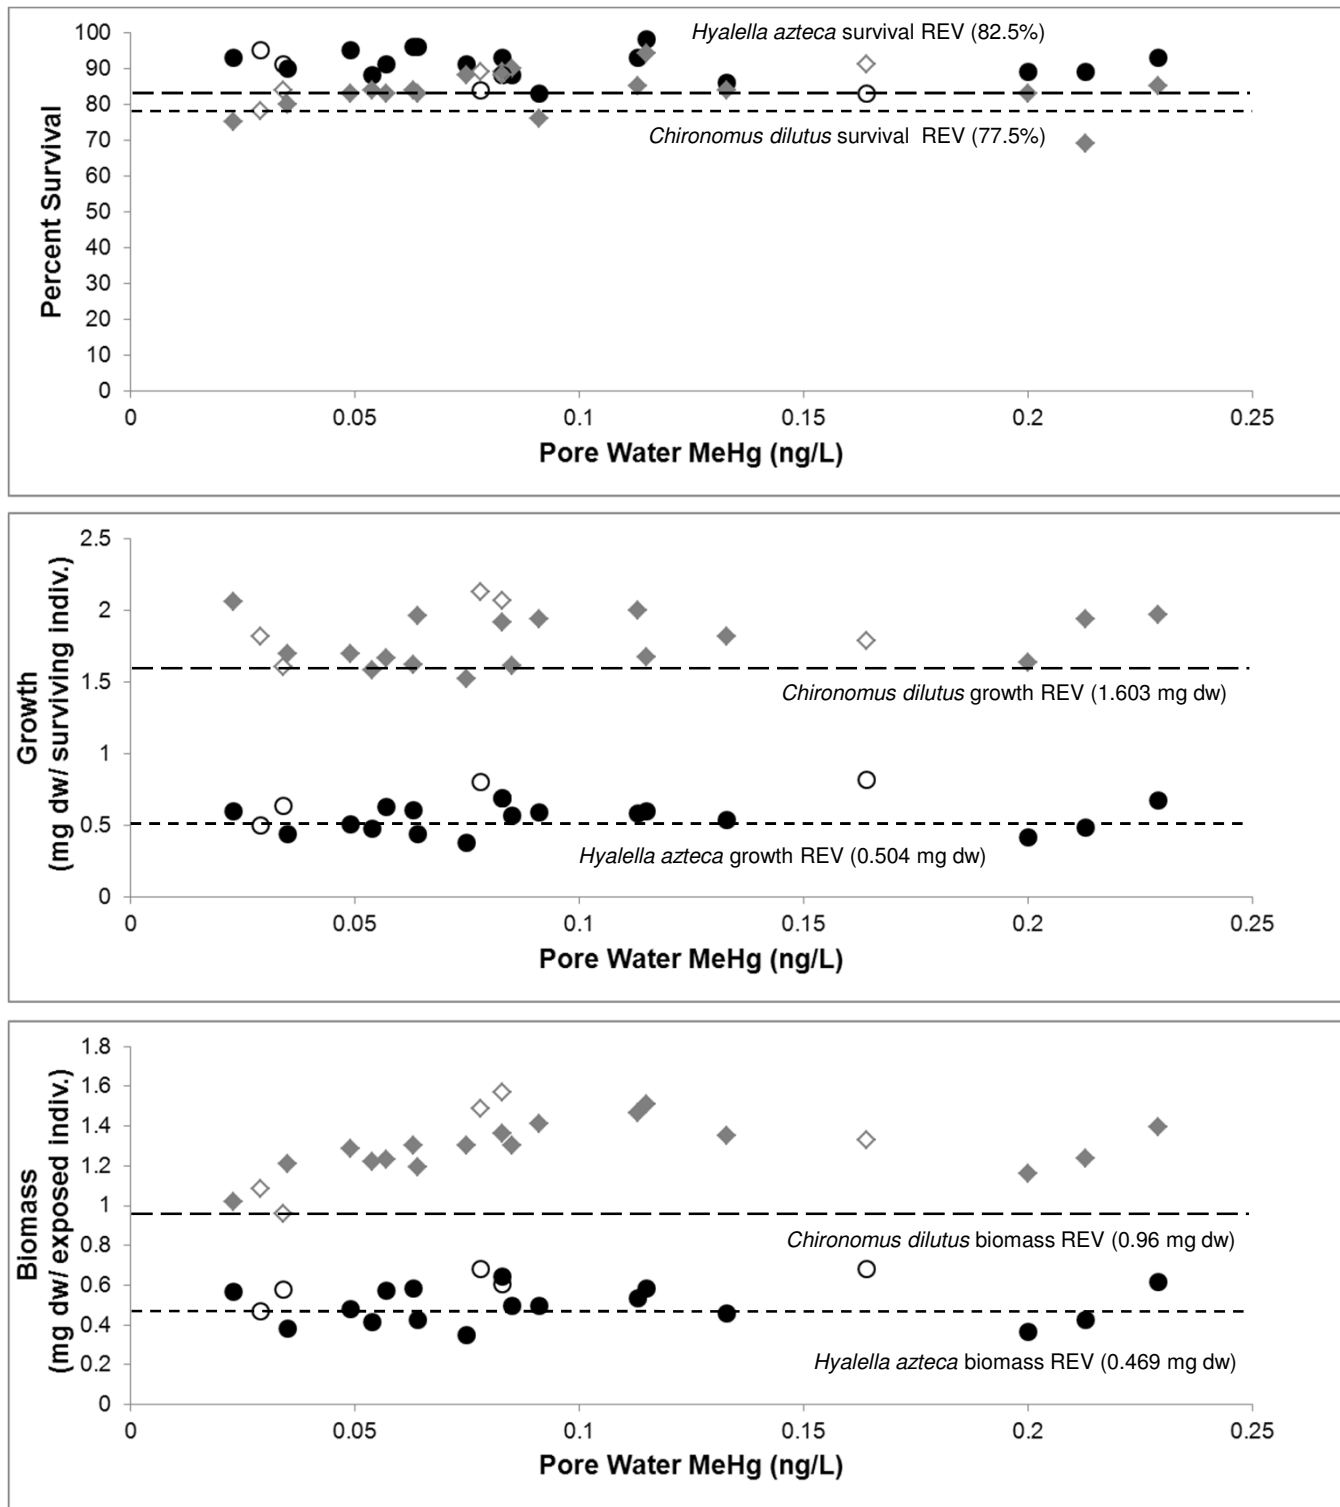 100
90
80
70
60
50
40
30
20
10
0
Percent Survival
Hyalella azteca survival REV (82.5%)
Chironomus dilutus survival REV (77.5%)
0 0.05 0.1 0.15 0.2 0.25
Pore Water MeHg (ng/L)
2.5
2
1.5
1
0.5
0
Growth
(mg dw/ surviving indiv.)
Chironomus dilutus growth REV (1.603 mg dw)
Hyalella azteca growth REV (0.504 mg dw)
0 0.05 0.1 0.15 0.2 0.25
Pore Water MeHg (ng/L)
1.8
1.6
1.4
1.2
1
0.8
0.6
0.4
0.2
0
Biomass
(mg dw/ exposed indiv.)
Chironomus dilutus biomass REV (0.96 mg dw)
Hyalella azteca biomass REV (0.469 mg dw)
0 0.05 0.1 0.15 0.2 0.25
Pore Water MeHg (ng/L)